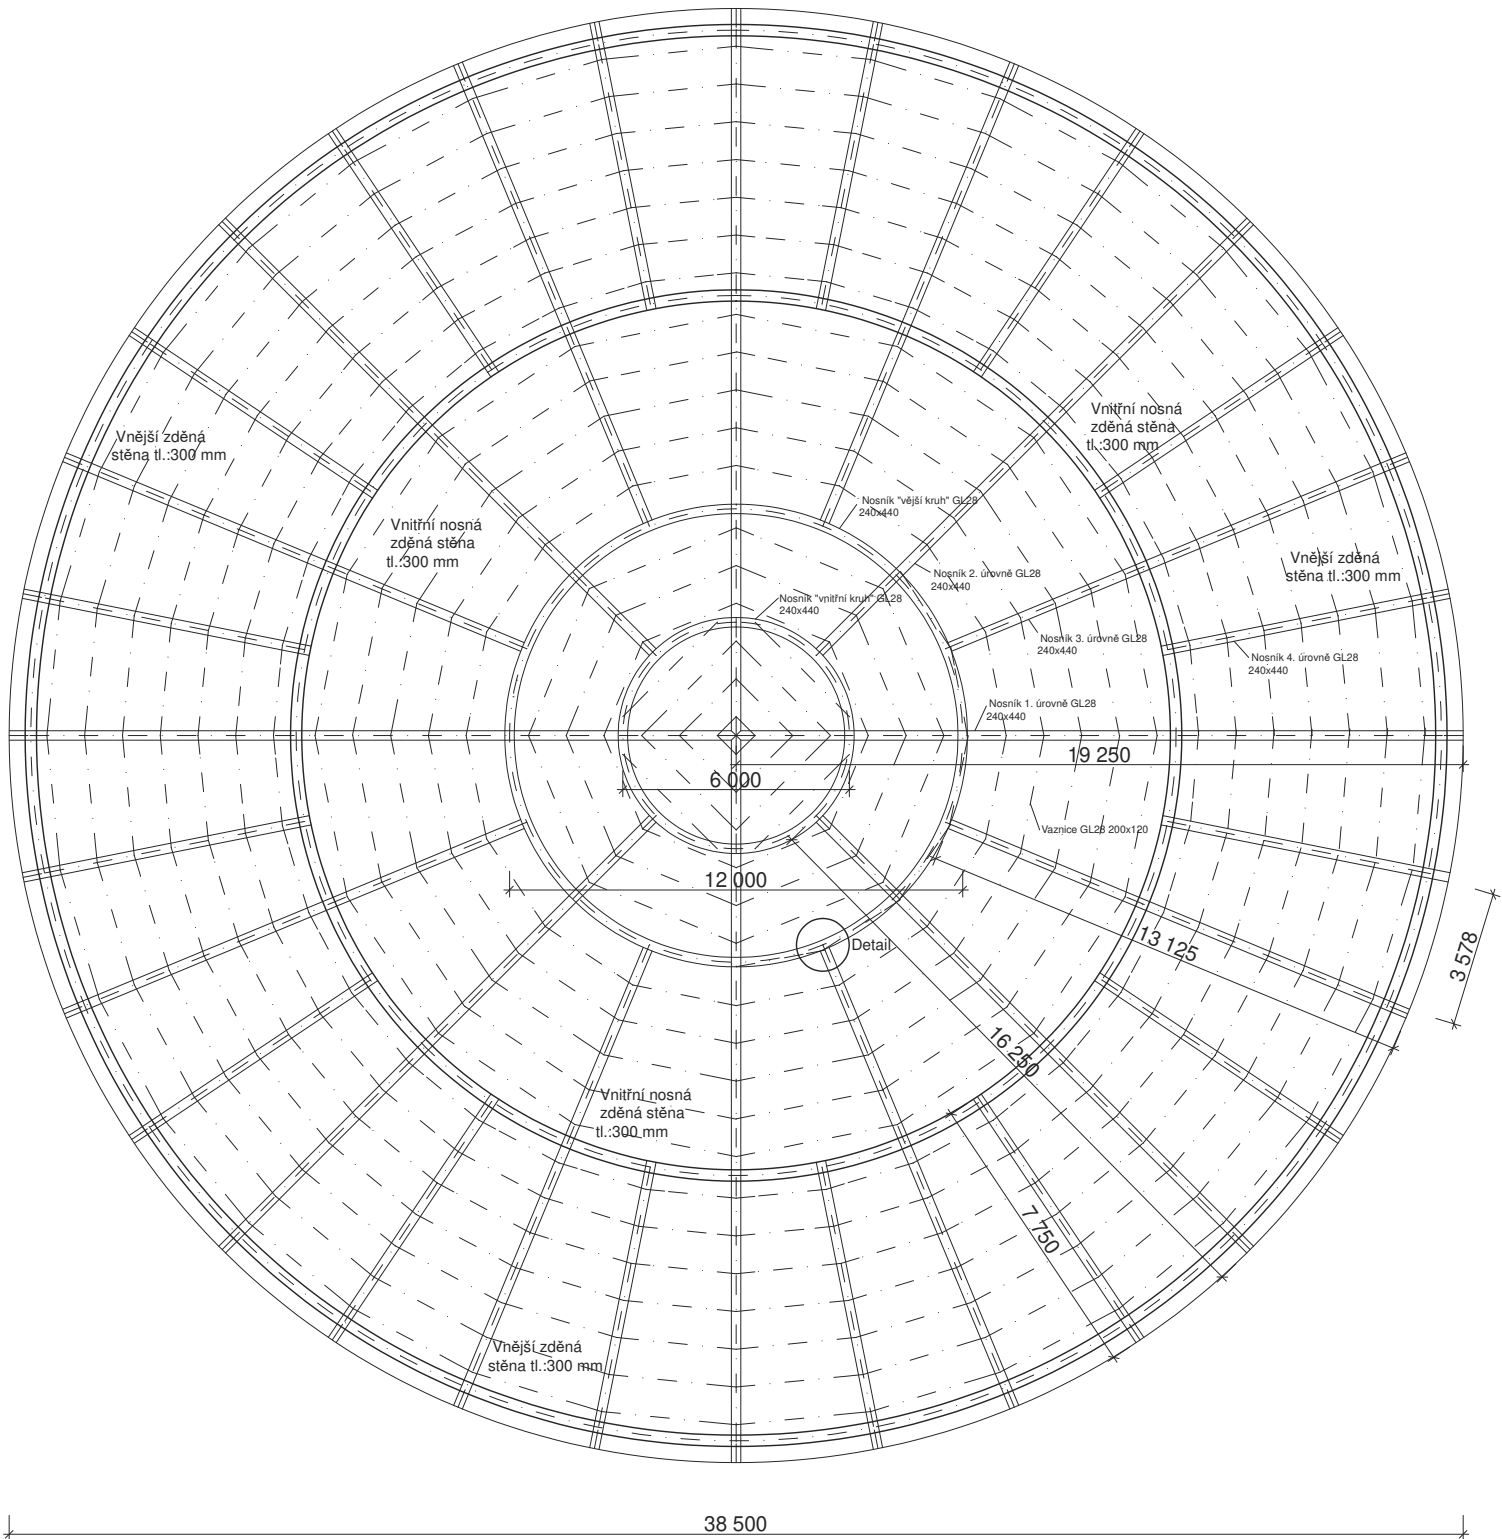 Vnější zděná
stěna tl.:300 mm
Vnitřní nosná
zděná stěna
tl.:300 mm
Vnitřní nosná
zděná stěna
tl.:300 mm
Nosník "vější kruh" GL28
240x440
Vnější zděná
stěna tl.:300 mm
Nosník 2. úrovně GL28
240x440
Nosník "vnitřní kruh" GL28
240x440
Nosník 3. úrovně GL28
240x440
Nosník 4. úrovně GL28
240x440
Nosník 1. úrovně GL28
240x440
19 250
6 000
Vaznice GL28 200x120
12 000
Detail
13 125
3 578
16 250
Vnitřní nosná
zděná stěna
tl.:300 mm
7 750
Vnější zděná
stěna tl.:300 mm
38 500